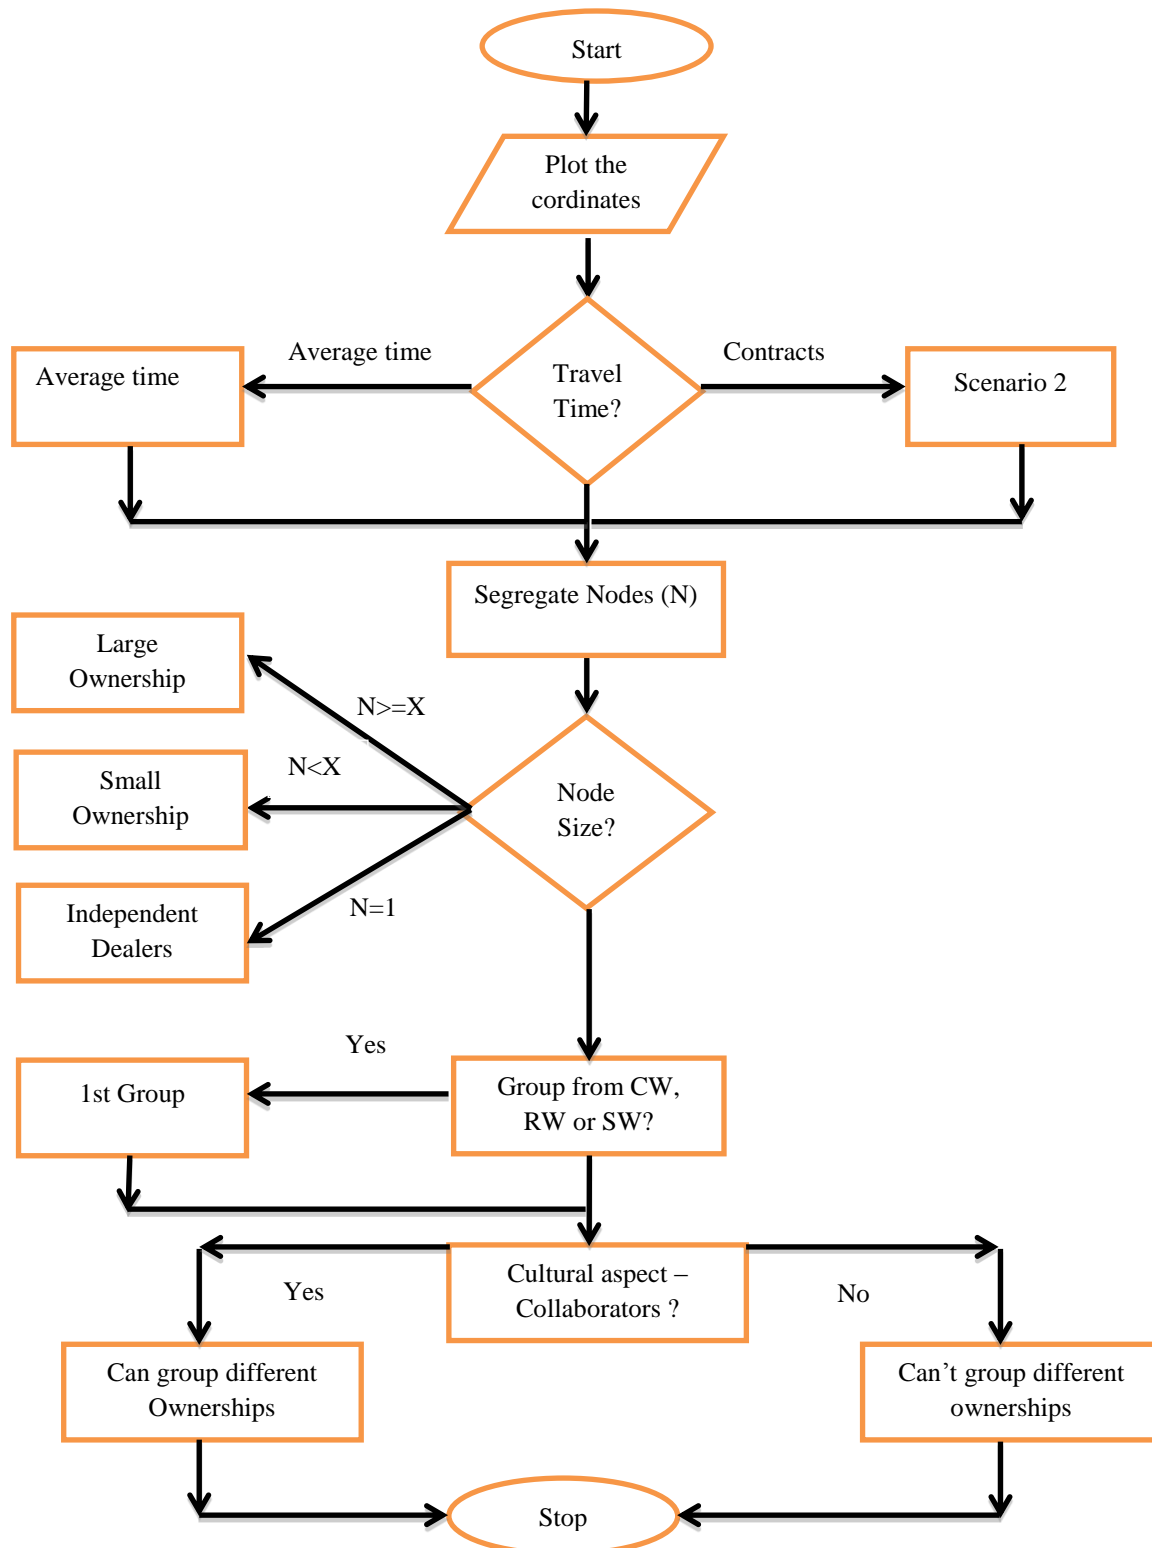 Start
Plot the
cordinates
Average time
Contracts
Average time
Travel
Time?
Scenario 2
Segregate Nodes (N)
Large
Ownership
N>=X
Small
Ownership
N<X
Node
Size?
Independent
Dealers
N=1
Yes
1st Group
Group from CW,
RW or SW?
Cultural aspect –
Collaborators ?
Yes
No
Can group different
Ownerships
Can’t group different
ownerships
Stop